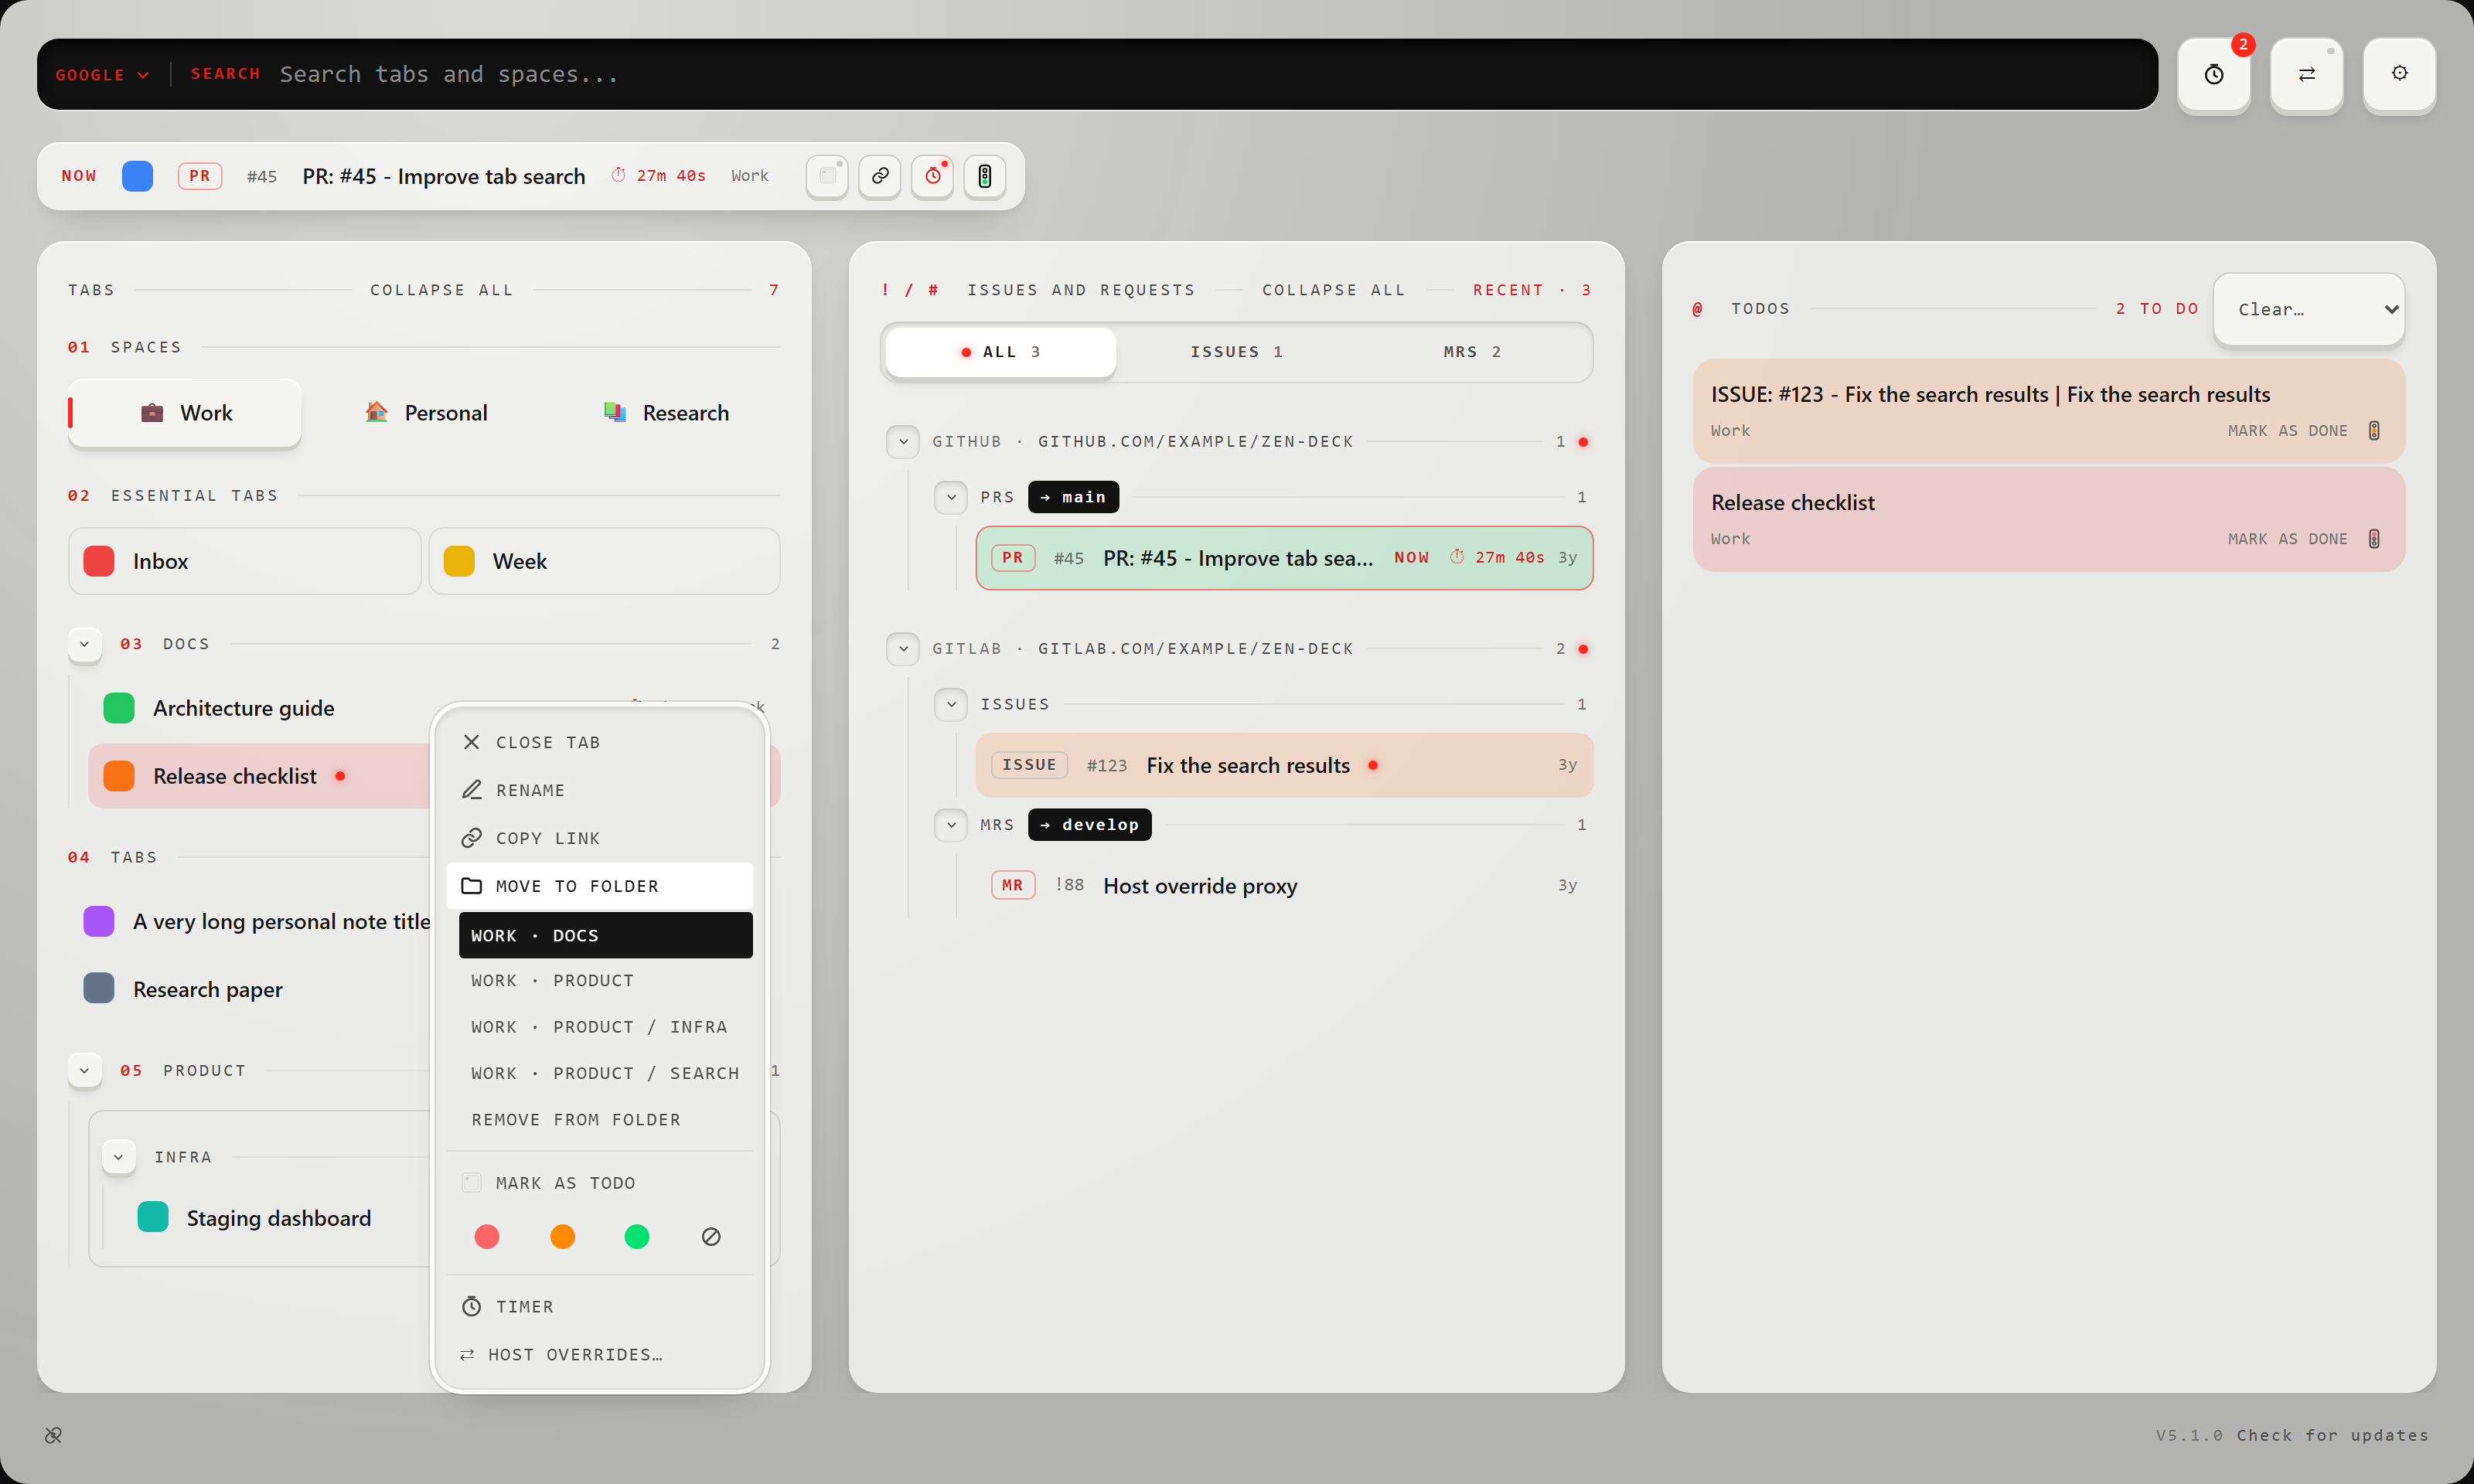 GOOGLE SEARCH Search tabs and spaces...
2
NOW PR #45 PR: #45 - Improve tab search 27m 40s Work
TABS COLLAPSE ALL 7
01 SPACES
Work Personal Research
02 ESSENTIAL TABS
Inbox Week
03 DOCS 2
Architecture guide
Release checklist
04 TABS
A very long personal note title
Research paper
05 PRODUCT 1
INFRA
Staging dashboard
CLOSE TAB
RENAME
COPY LINK
MOVE TO FOLDER
WORK · DOCS
WORK · PRODUCT
WORK · PRODUCT / INFRA
WORK · PRODUCT / SEARCH
REMOVE FROM FOLDER
MARK AS TODO
TIMER
HOST OVERRIDES…
! / # ISSUES AND REQUESTS COLLAPSE ALL RECENT · 3
ALL 3 ISSUES 1 MRS 2
GITHUB · GITHUB.COM/EXAMPLE/ZEN-DECK 1
PRS → main 1
PR #45 PR: #45 - Improve tab sea... NOW 27m 40s 3y
GITLAB · GITLAB.COM/EXAMPLE/ZEN-DECK 2
ISSUES 1
ISSUE #123 Fix the search results 3y
MRS → develop 1
MR !88 Host override proxy 3y
@ TODOS 2 TO DO Clear…
ISSUE: #123 - Fix the search results | Fix the search results
Work MARK AS DONE
Release checklist
Work MARK AS DONE
V5.1.0 Check for updates